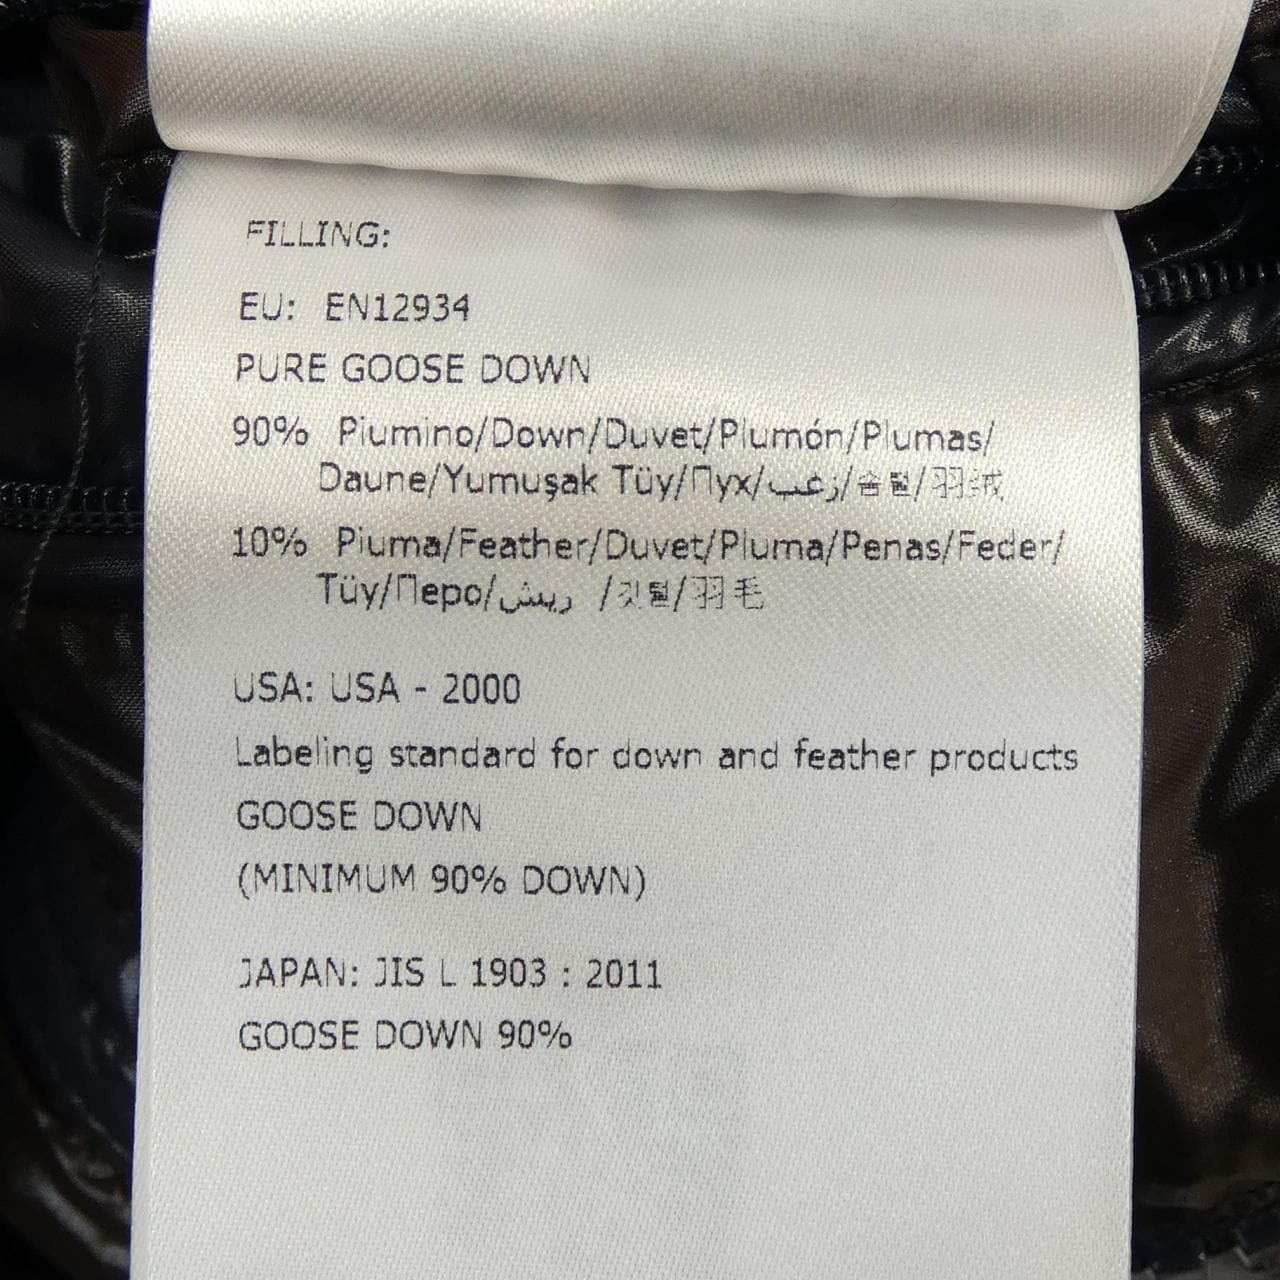 FILLING:
EU: EN12934
PURE GOOSE DOWN
90% Piumino/Down/Duvet/Plumón/Plumas/
Daune/Yumuşak Tüy/Пух/زغب/솜털/羽绒
10% Piuma/Feather/Duvet/Pluma/Penas/Feder/
Tüy/Перо/ريش /깃털/羽毛
USA: USA - 2000
Labeling standard for down and feather products
GOOSE DOWN
(MINIMUM 90% DOWN)
JAPAN: JIS L 1903 : 2011
GOOSE DOWN 90%